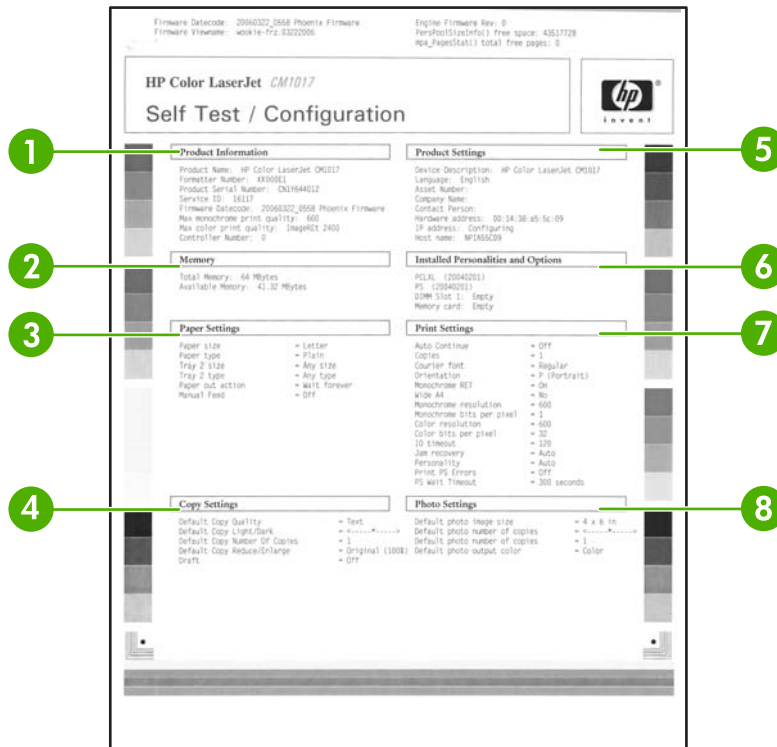 Firmware Datecode: 20060322_0558 Phoenix Firmware
Firmware Viewname: wookie-frz.03222006
Engine Firmware Rev: 0
PersPoolSizeInfo() free space: 43517728
mpa_PagesStat() total free pages: 0
HP Color LaserJet CM1017
Self Test / Configuration
hp
invent
®
1
Product Information
Product Name: HP Color LaserJet CM1017
Formatter Number: XX000E1
Product Serial Number: CN1Y644012
Service ID: 16117
Firmware Datecode: 20060322_0558 Phoenix Firmware
Max monochrome print quality: 600
Max color print quality: ImageREt 2400
Controller Number: 0
2
Memory
Total Memory: 64 MBytes
Available Memory: 41.32 MBytes
3
Paper Settings
Paper size = Letter
Paper type = Plain
Tray 2 size = Any size
Tray 2 type = Any type
Paper out action = Wait forever
Manual Feed = Off
4
Copy Settings
Default Copy Quality = Text
Default Copy Light/Dark = <-----*----->
Default Copy Number Of Copies = 1
Default Copy Reduce/Enlarge = Original (100%)
Draft = Off
5
Product Settings
Device Description: HP Color LaserJet CM1017
Language: English
Asset Number:
Company Name:
Contact Person:
Hardware address: 00:14:38:a5:5c:09
IP address: Configuring
Host name: NPIA55C09
6
Installed Personalities and Options
PCLXL (20040201)
PS (20040201)
DIMM Slot 1: Empty
Memory card: Empty
7
Print Settings
Auto Continue = Off
Copies = 1
Courier font = Regular
Orientation = P (Portrait)
Monochrome RET = On
Wide A4 = No
Monochrome resolution = 600
Monochrome bits per pixel = 1
Color resolution = 600
Color bits per pixel = 32
IO timeout = 120
Jam recovery = Auto
Personality = Auto
Print PS Errors = Off
PS Wait Timeout = 300 seconds
8
Photo Settings
Default photo image size = 4 x 6 in
Default photo number of copies = <-----*----->
Default photo number of copies = 1
Default photo output color = Color